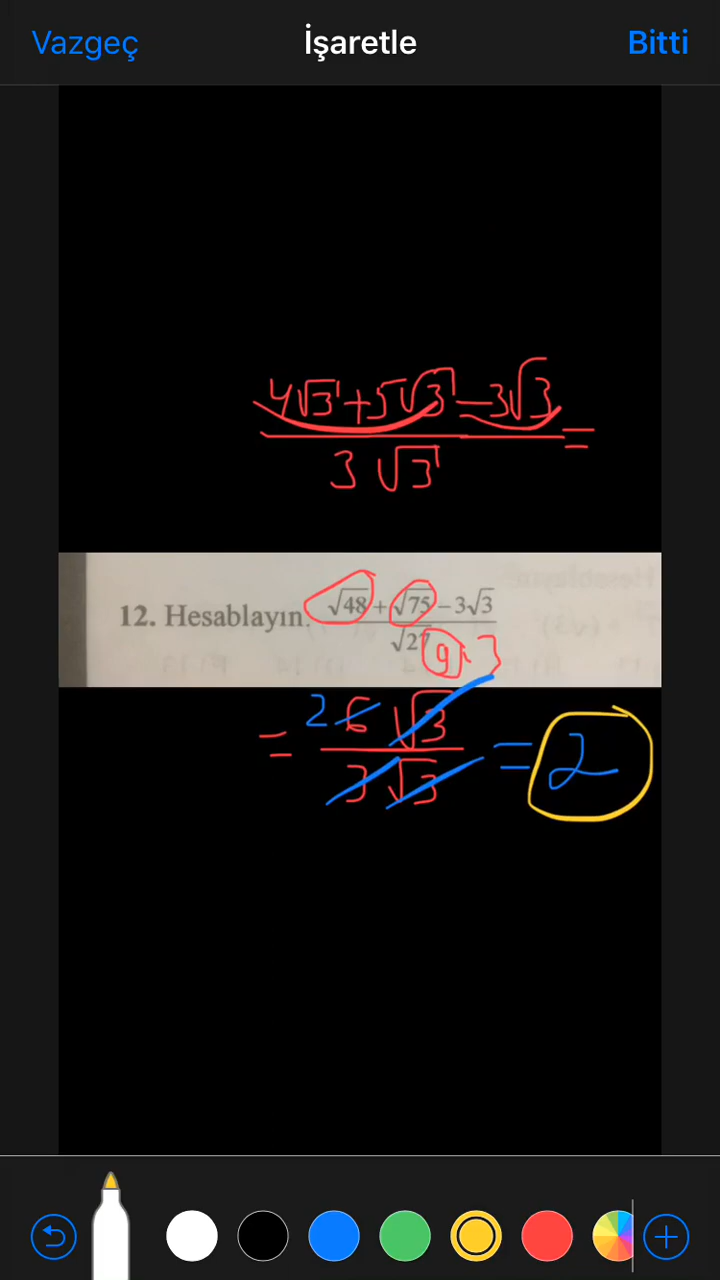 Vazgeç İşaretle Bitti
4√3+5√3-3√3
3√3 =
12. Hesablayın. √48 + √75 − 3√3
√27 9·3
= 2 6√3
3√3 = 2